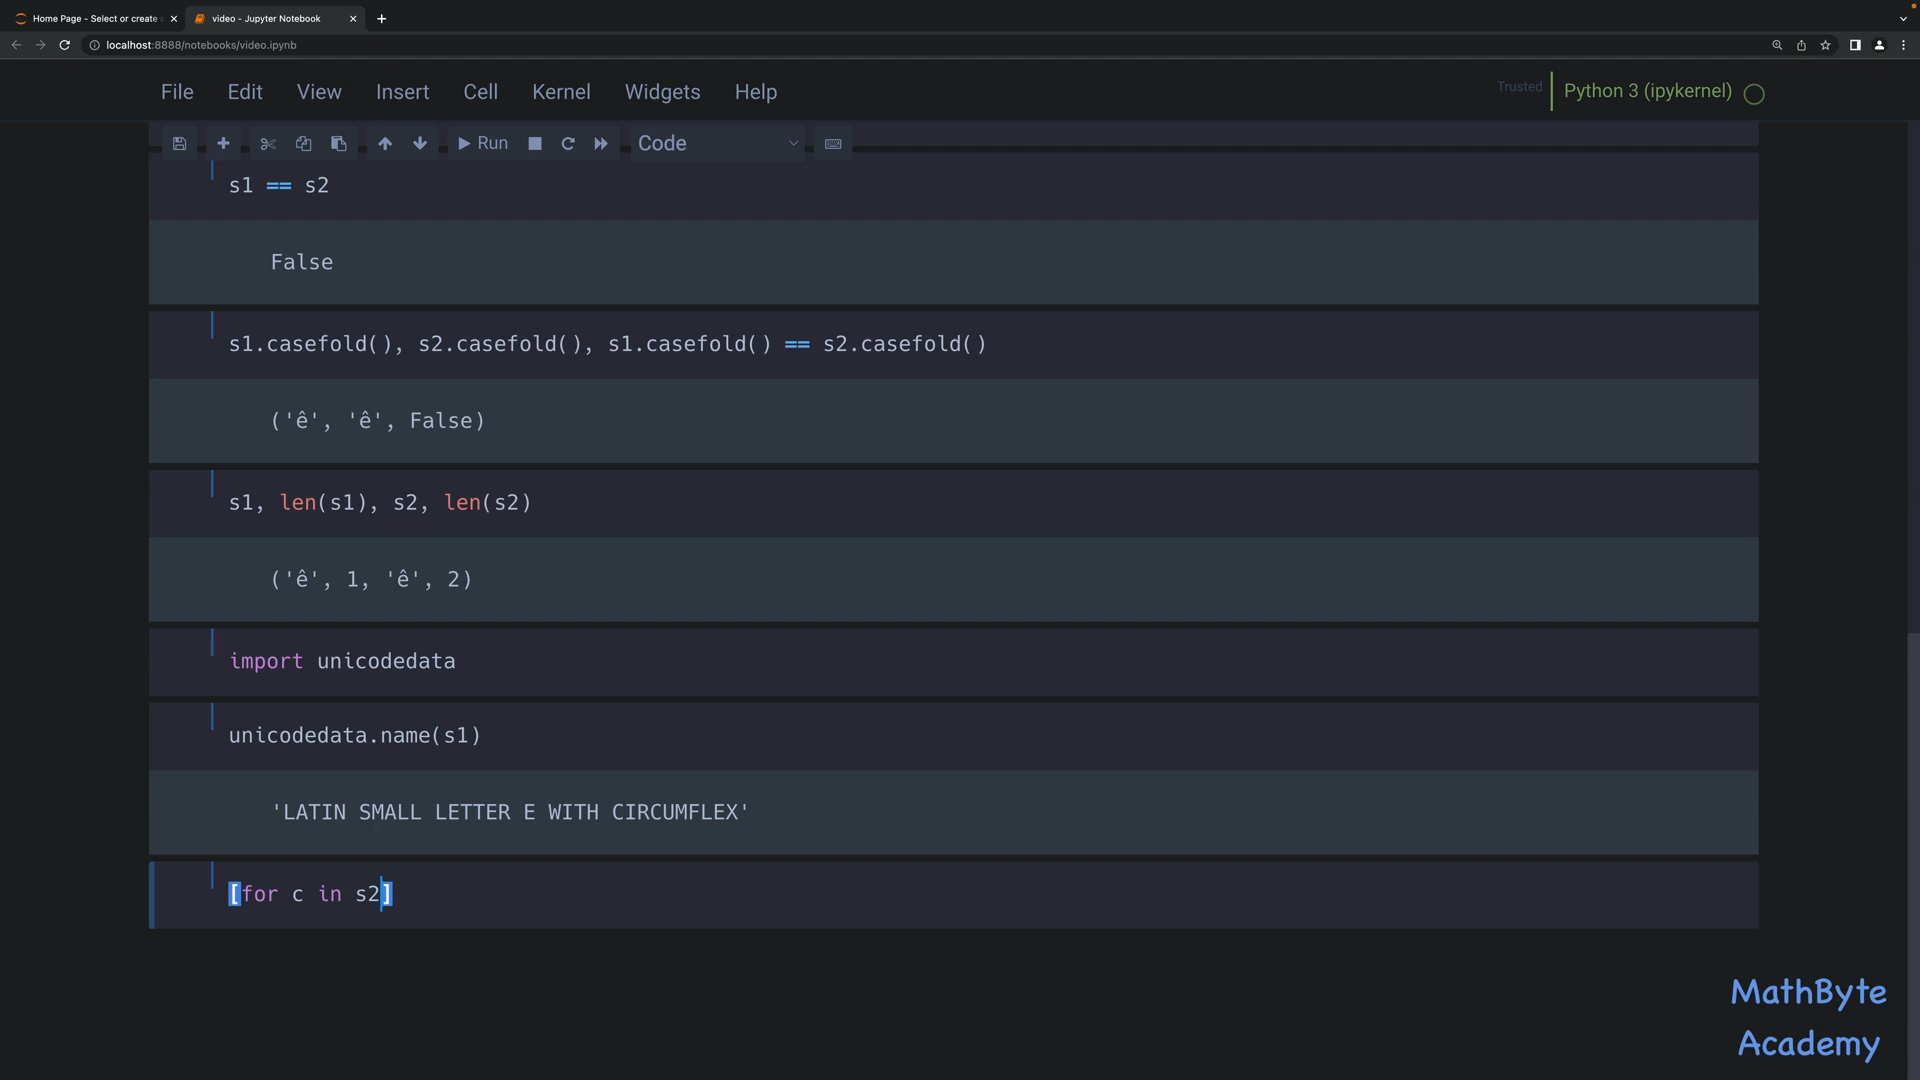 Home Page - Select or create a
video - Jupyter Notebook
localhost:8888/notebooks/video.ipynb
File Edit View Insert Cell Kernel Widgets Help
Trusted
Python 3 (ipykernel)
Run
Code
s1 == s2
False
s1.casefold(), s2.casefold(), s1.casefold() == s2.casefold()
('ê', 'ê', False)
s1, len(s1), s2, len(s2)
('ê', 1, 'ê', 2)
import unicodedata
unicodedata.name(s1)
'LATIN SMALL LETTER E WITH CIRCUMFLEX'
[for c in s2]
MathByte
Academy